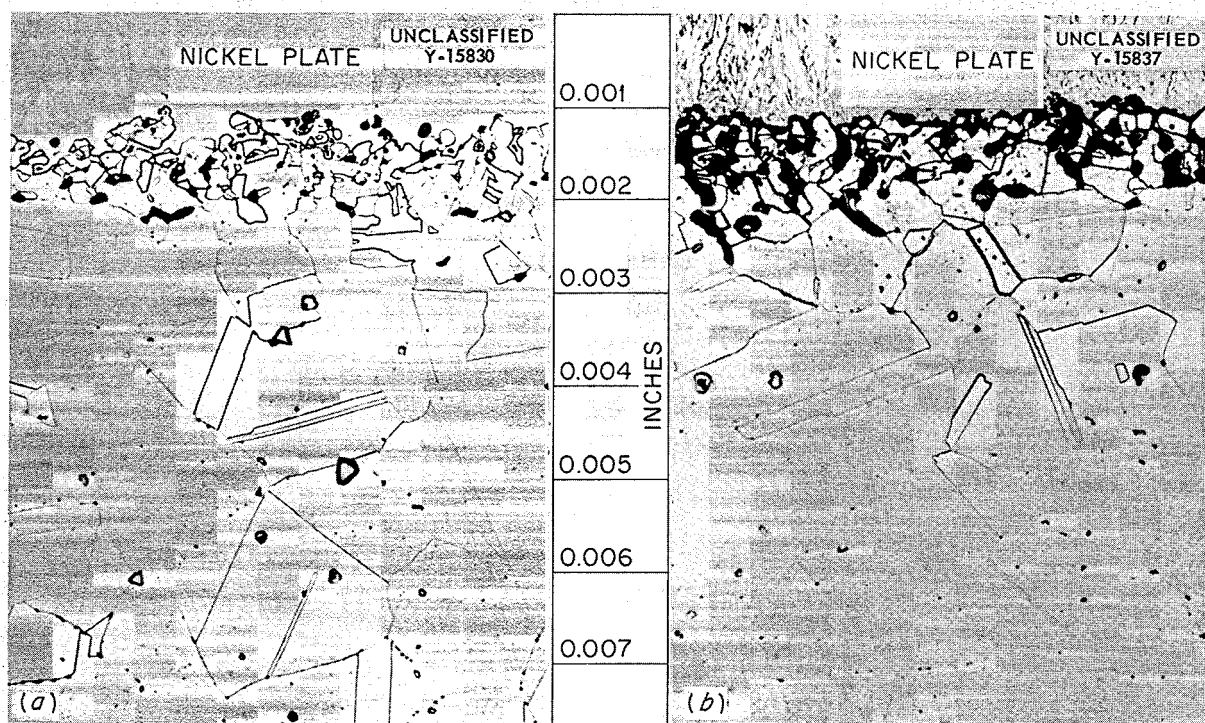 NICKEL PLATE
UNCLASSIFIED
Y-15830
0.001
0.002
0.003
0.004
0.005
0.006
0.007
INCHES
NICKEL PLATE
UNCLASSIFIED
Y-15837
(a)
(b)